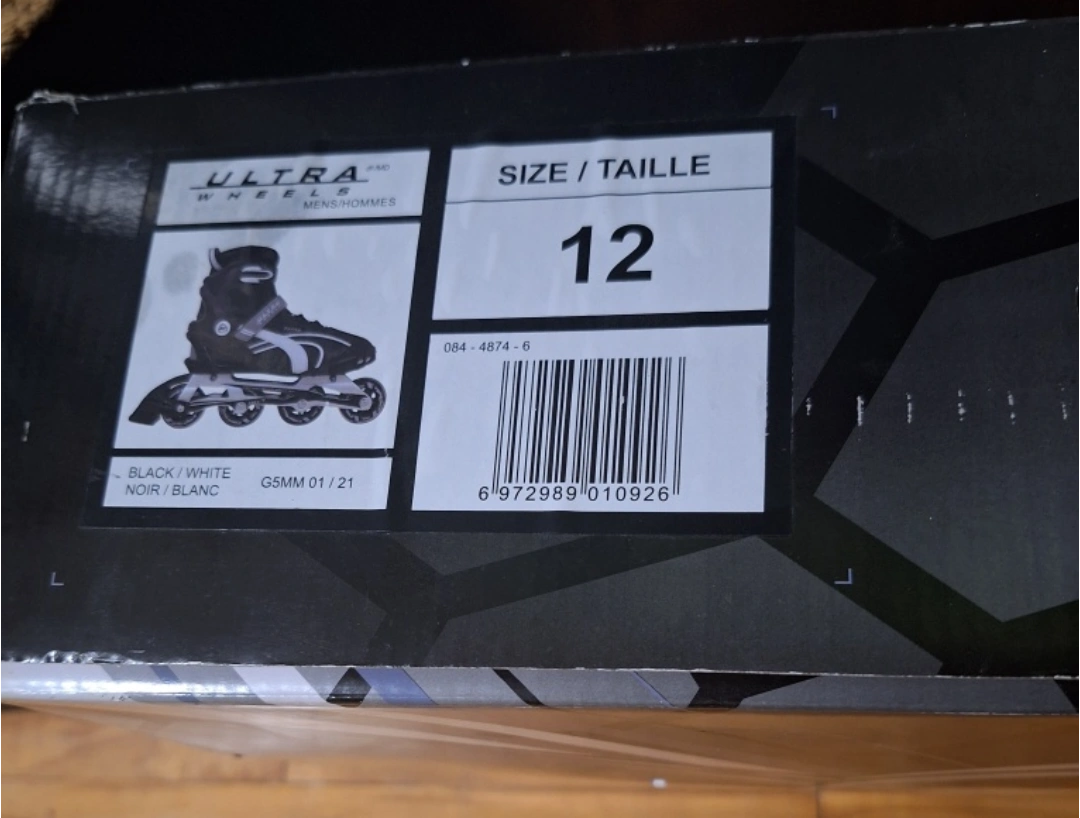 ULTRA
WHEELS
MENS/HOMMES
BLACK / WHITE
NOIR / BLANC
G5MM 01 / 21
SIZE / TAILLE
12
084 - 4874 - 6
6 972989 010926